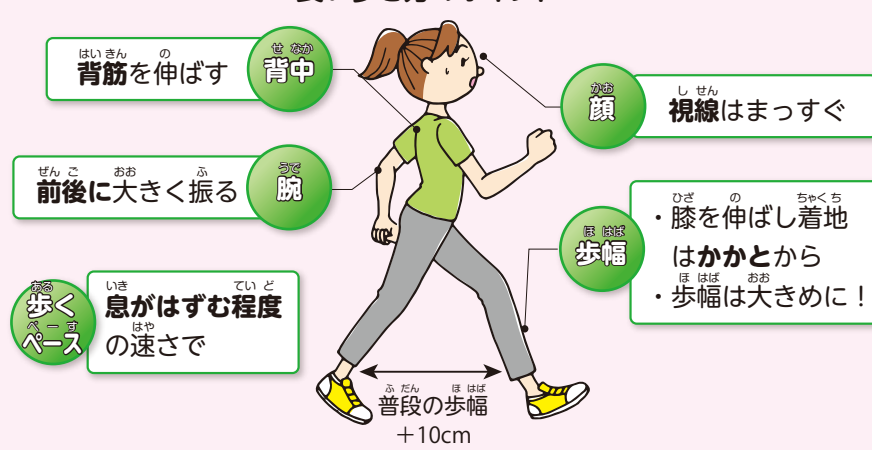 背中
背筋を伸ばす
顔
視線はまっすぐ
腕
前後に大きく振る
歩幅
・膝を伸ばし着地
はかかとから
・歩幅は大きめに！
歩く
ペース
息がはずむ程度
の速さで
普段の歩幅
＋10cm